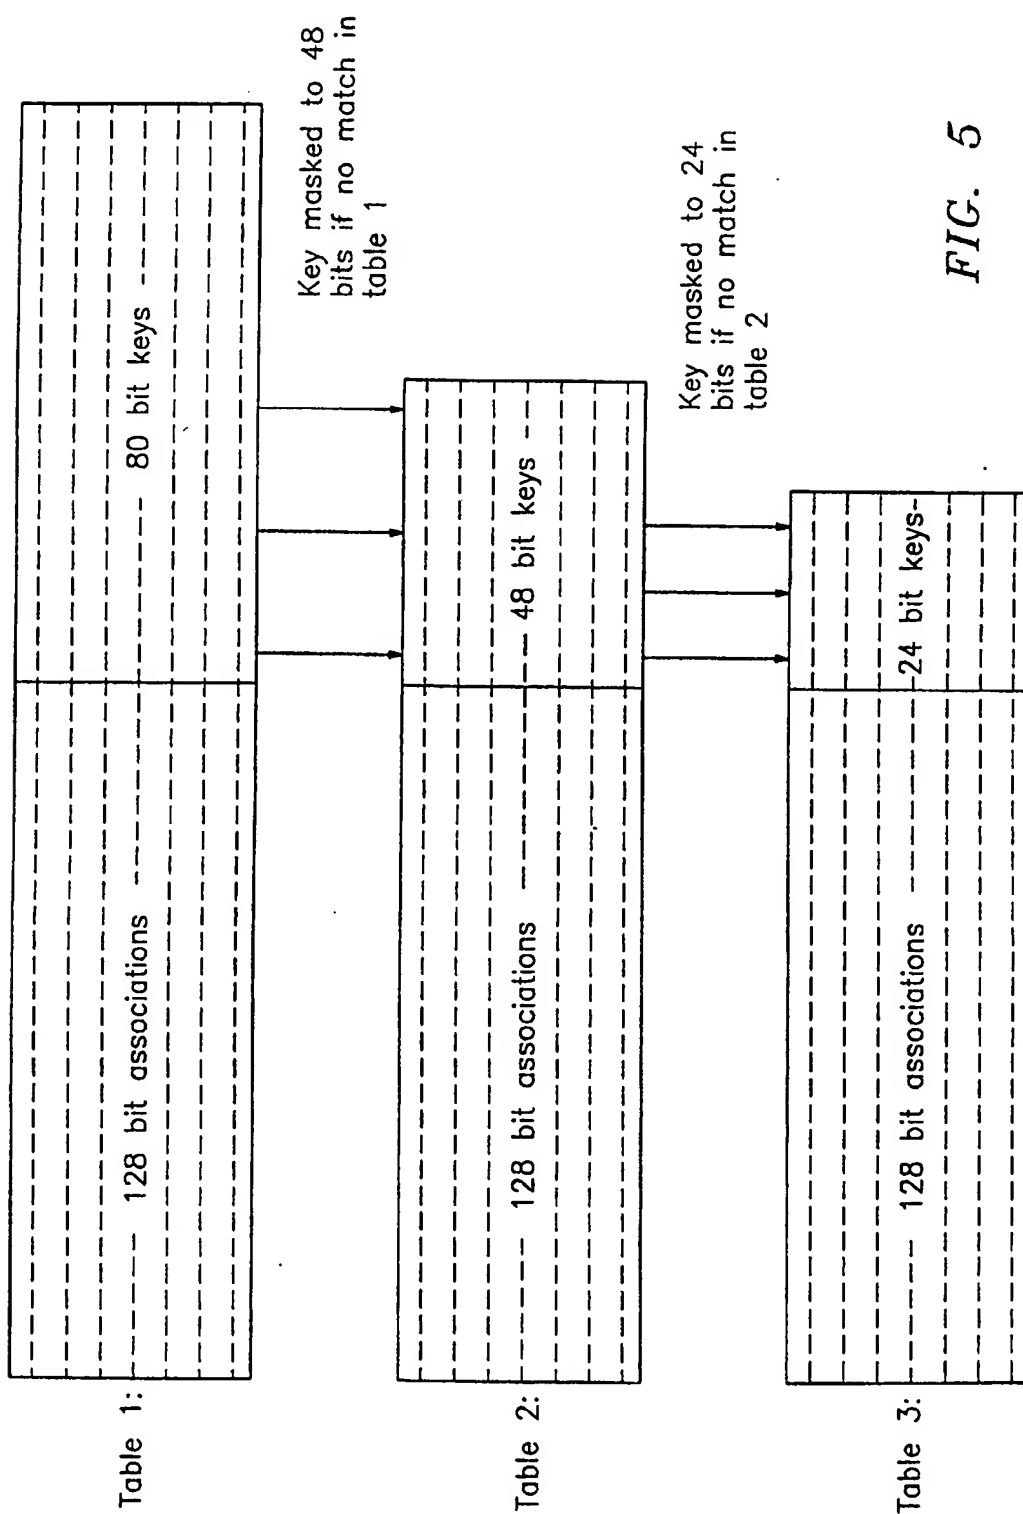 Table 1:
128 bit associations
80 bit keys
Key masked to 48
bits if no match in
table 1
Table 2:
128 bit associations
48 bit keys
Key masked to 24
bits if no match in
table 2
Table 3:
128 bit associations
24 bit keys
FIG. 5